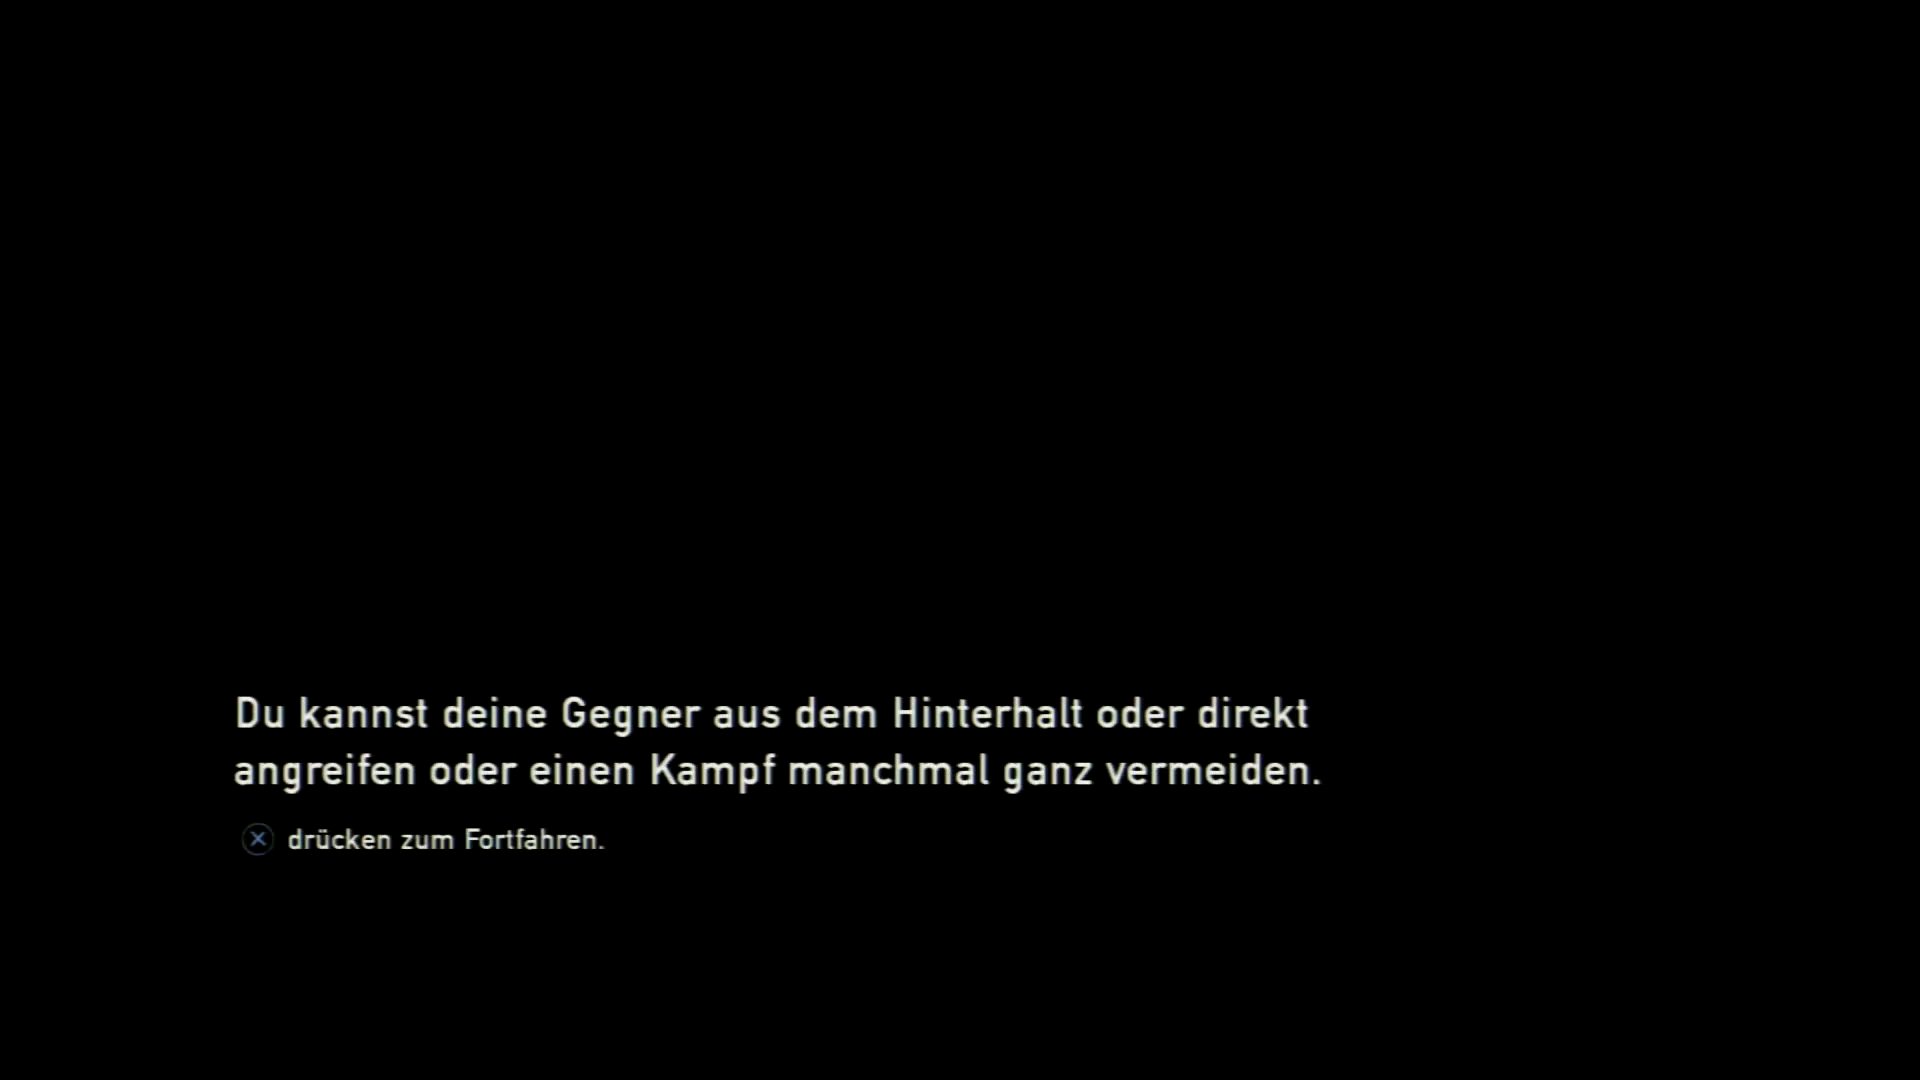 Du kannst deine Gegner aus dem Hinterhalt oder direkt
angreifen oder einen Kampf manchmal ganz vermeiden.
drücken zum Fortfahren.